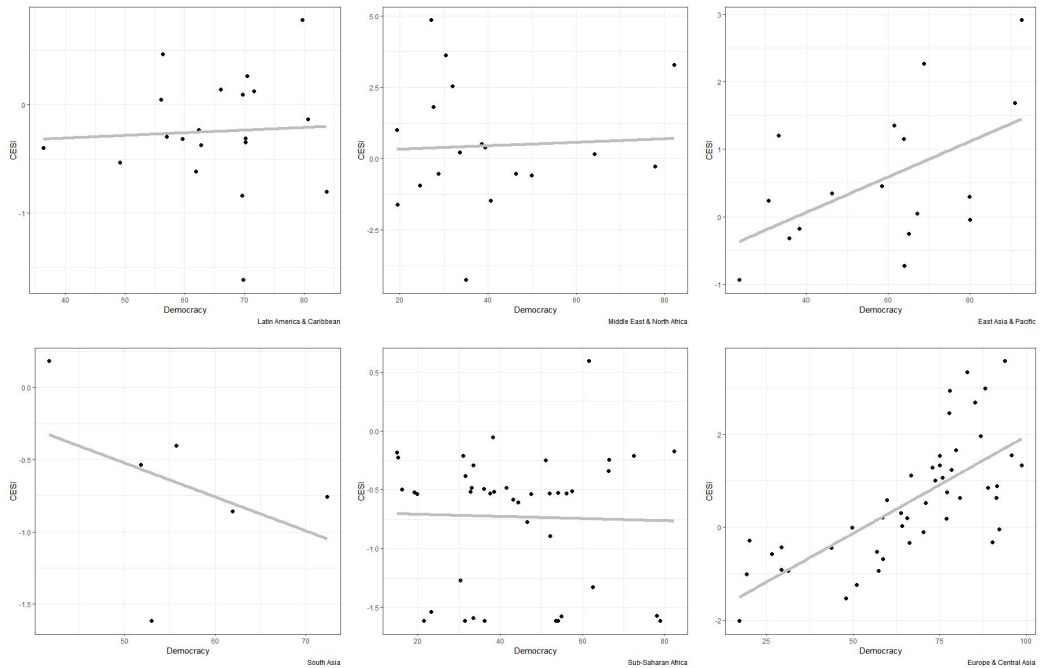 0
-1
CESI
40
50
60
70
80
Democracy
Latin America & Caribbean
5.0
2.5
0.0
-2.5
CESI
20
40
60
80
Democracy
Middle East & North Africa
3
2
1
0
-1
CESI
40
60
80
Democracy
East Asia & Pacific
0.0
-0.5
-1.0
-1.5
CESI
50
60
70
Democracy
South Asia
0.5
0.0
-0.5
-1.0
-1.5
CESI
20
40
60
80
Democracy
Sub-Saharan Africa
2
0
-2
CESI
25
50
75
100
Democracy
Europe & Central Asia